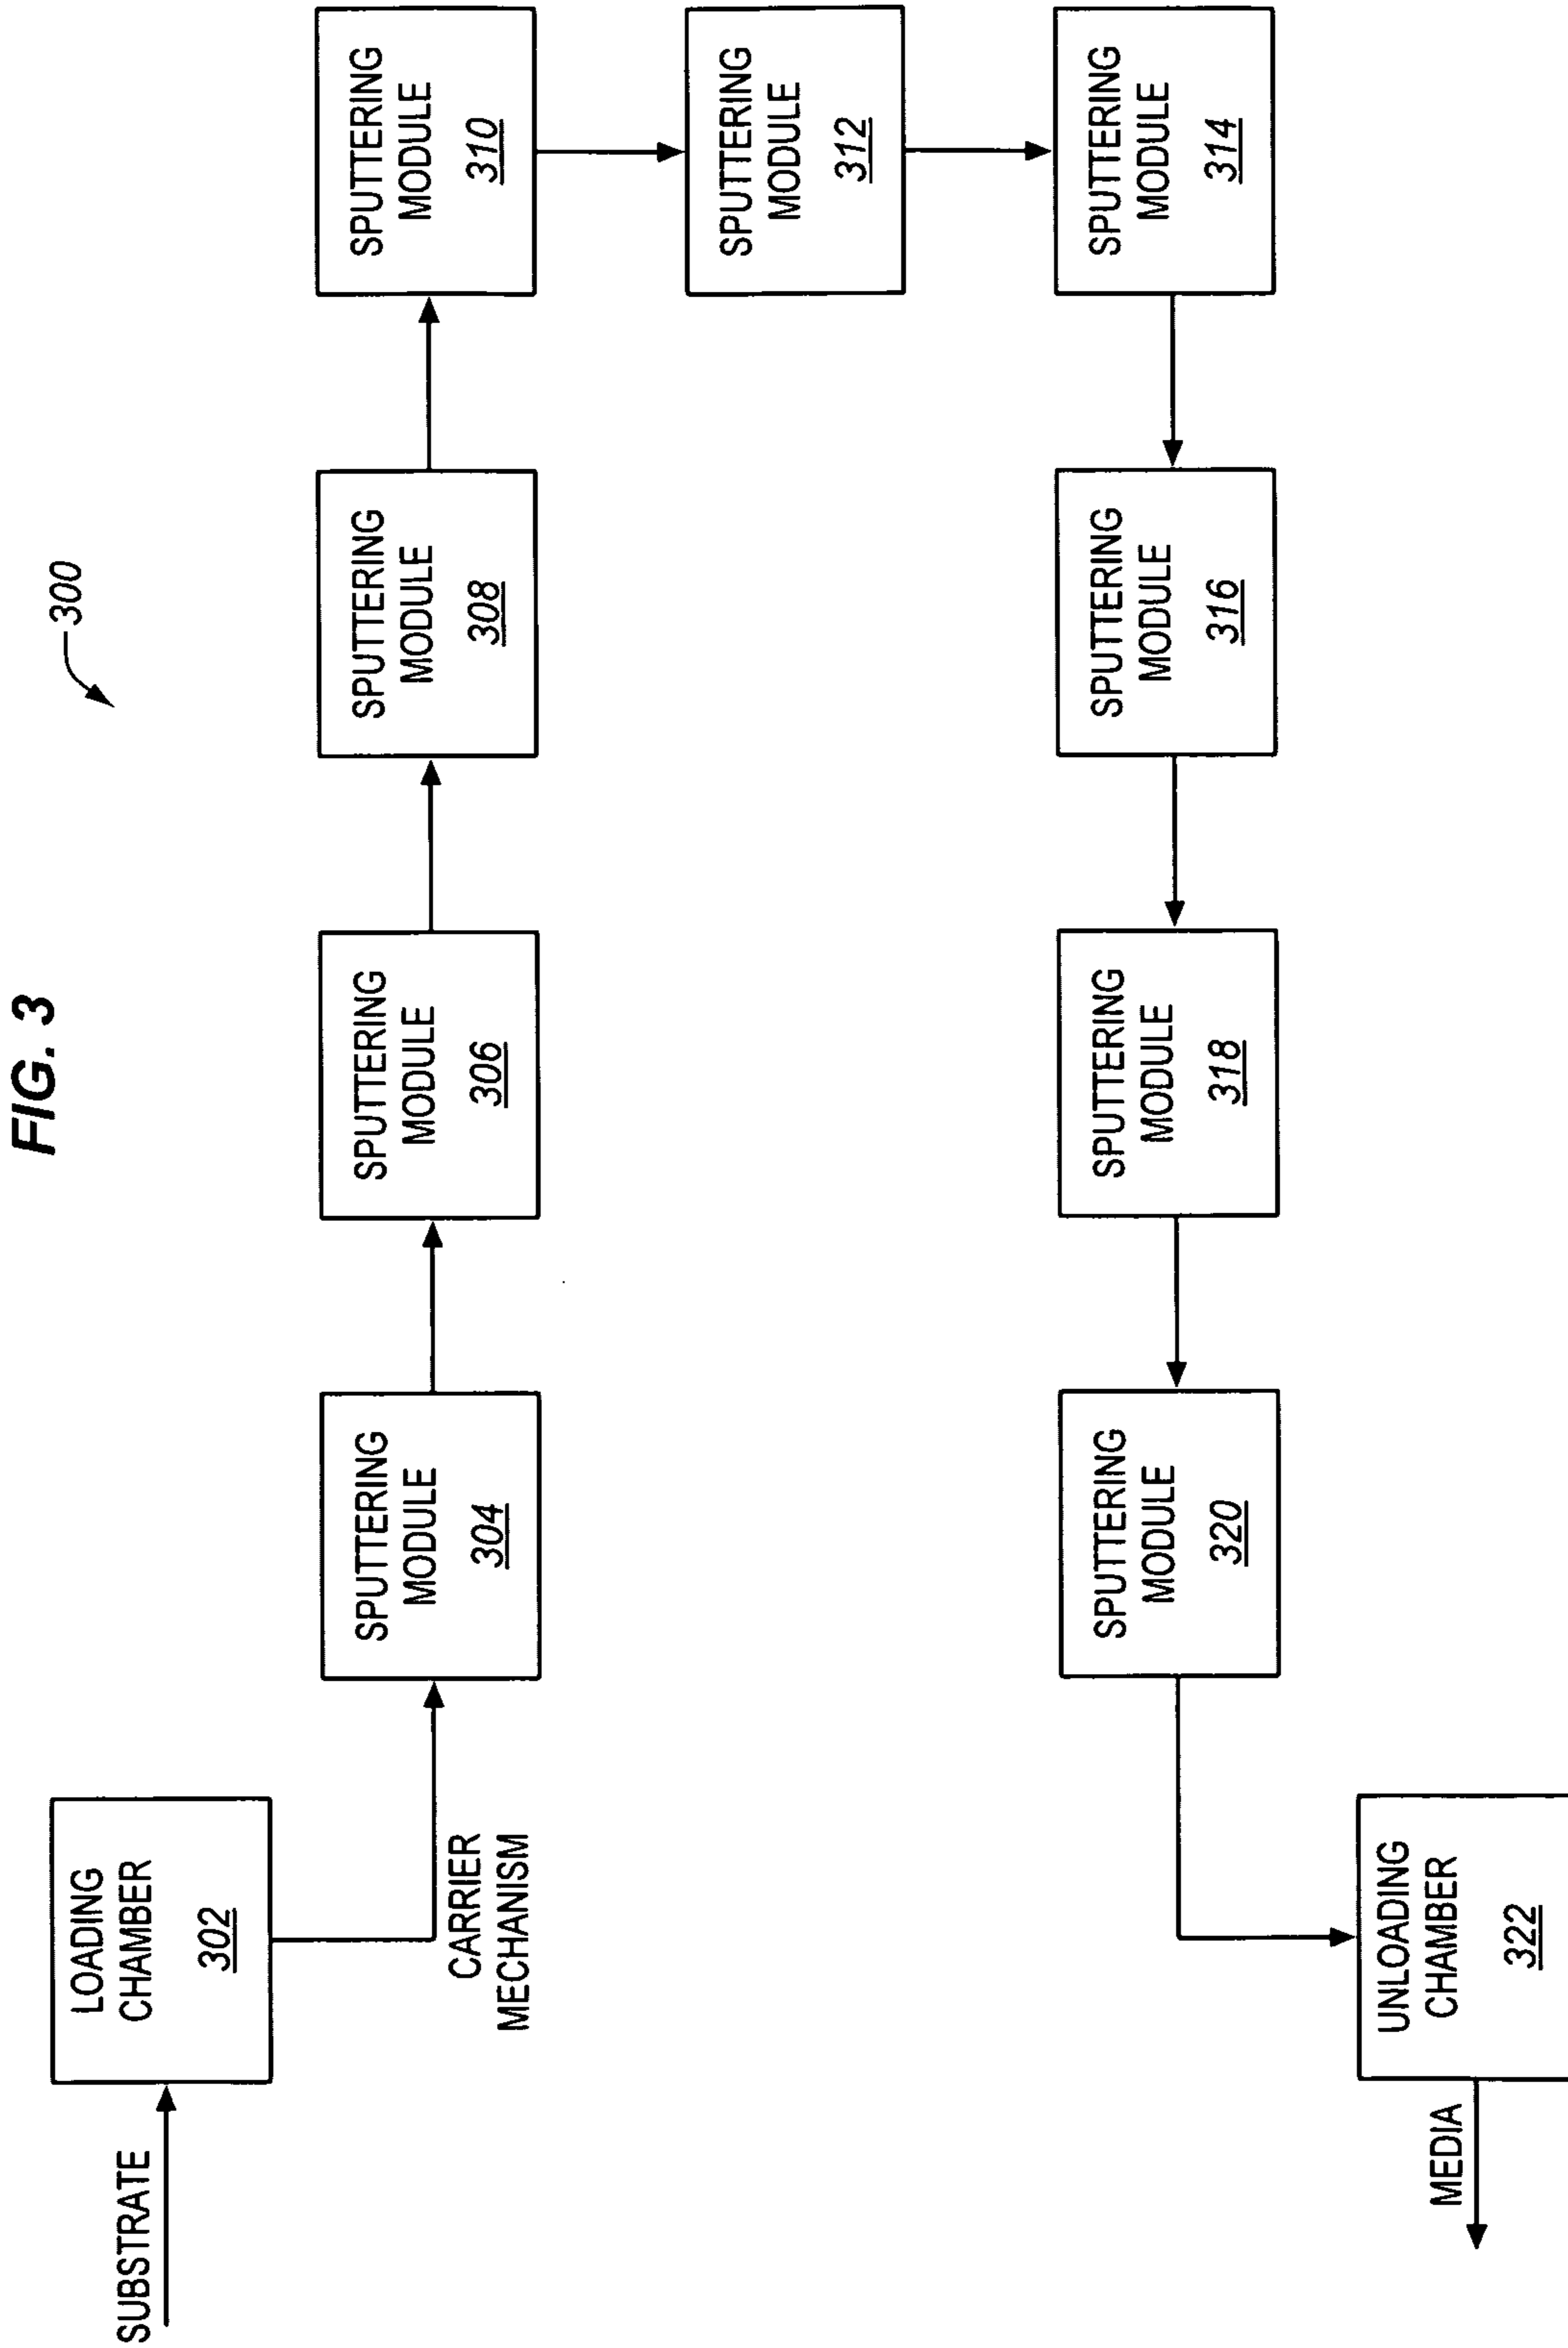 FIG. 3
300
SUBSTRATE
LOADING
CHAMBER
302
CARRIER
MECHANISM
SPUTTERING
MODULE
304
SPUTTERING
MODULE
306
SPUTTERING
MODULE
308
SPUTTERING
MODULE
310
SPUTTERING
MODULE
312
SPUTTERING
MODULE
314
SPUTTERING
MODULE
316
SPUTTERING
MODULE
318
SPUTTERING
MODULE
320
UNLOADING
CHAMBER
322
MEDIA